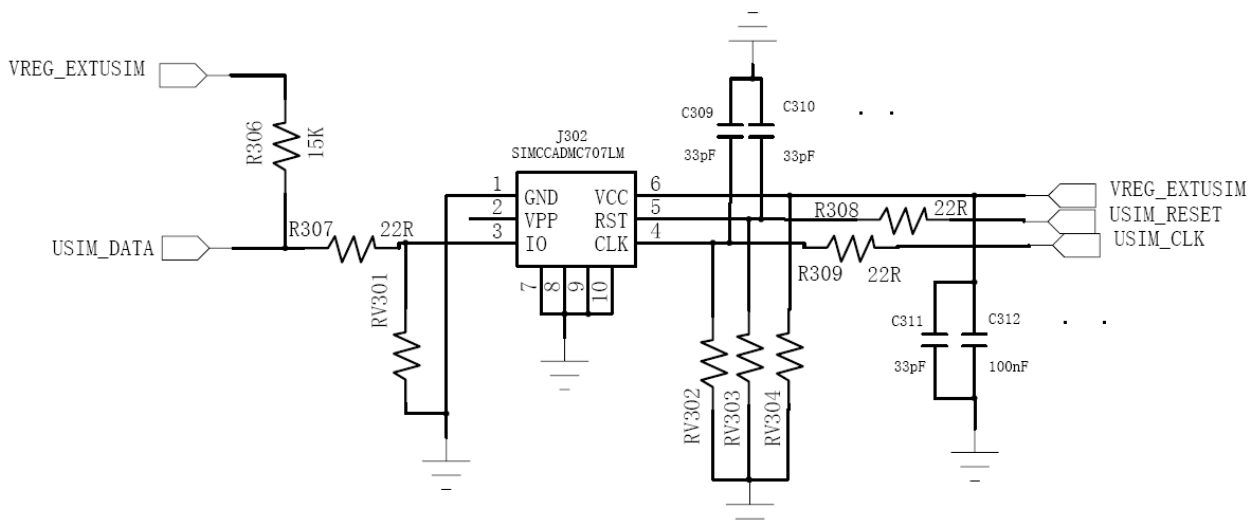 VREG_EXTUSIM
R306
15K
USIM_DATA
R307
22R
RV301
J302
SIMCCADMC707LM
1
GND
2
VPP
3
IO
VCC
6
RST
5
CLK
4
7
8
9
10
C309
C310
33pF
33pF
R308
22R
R309
22R
VREG_EXTUSIM
USIM_RESET
USIM_CLK
RV302
RV303
RV304
C311
C312
33pF
100nF